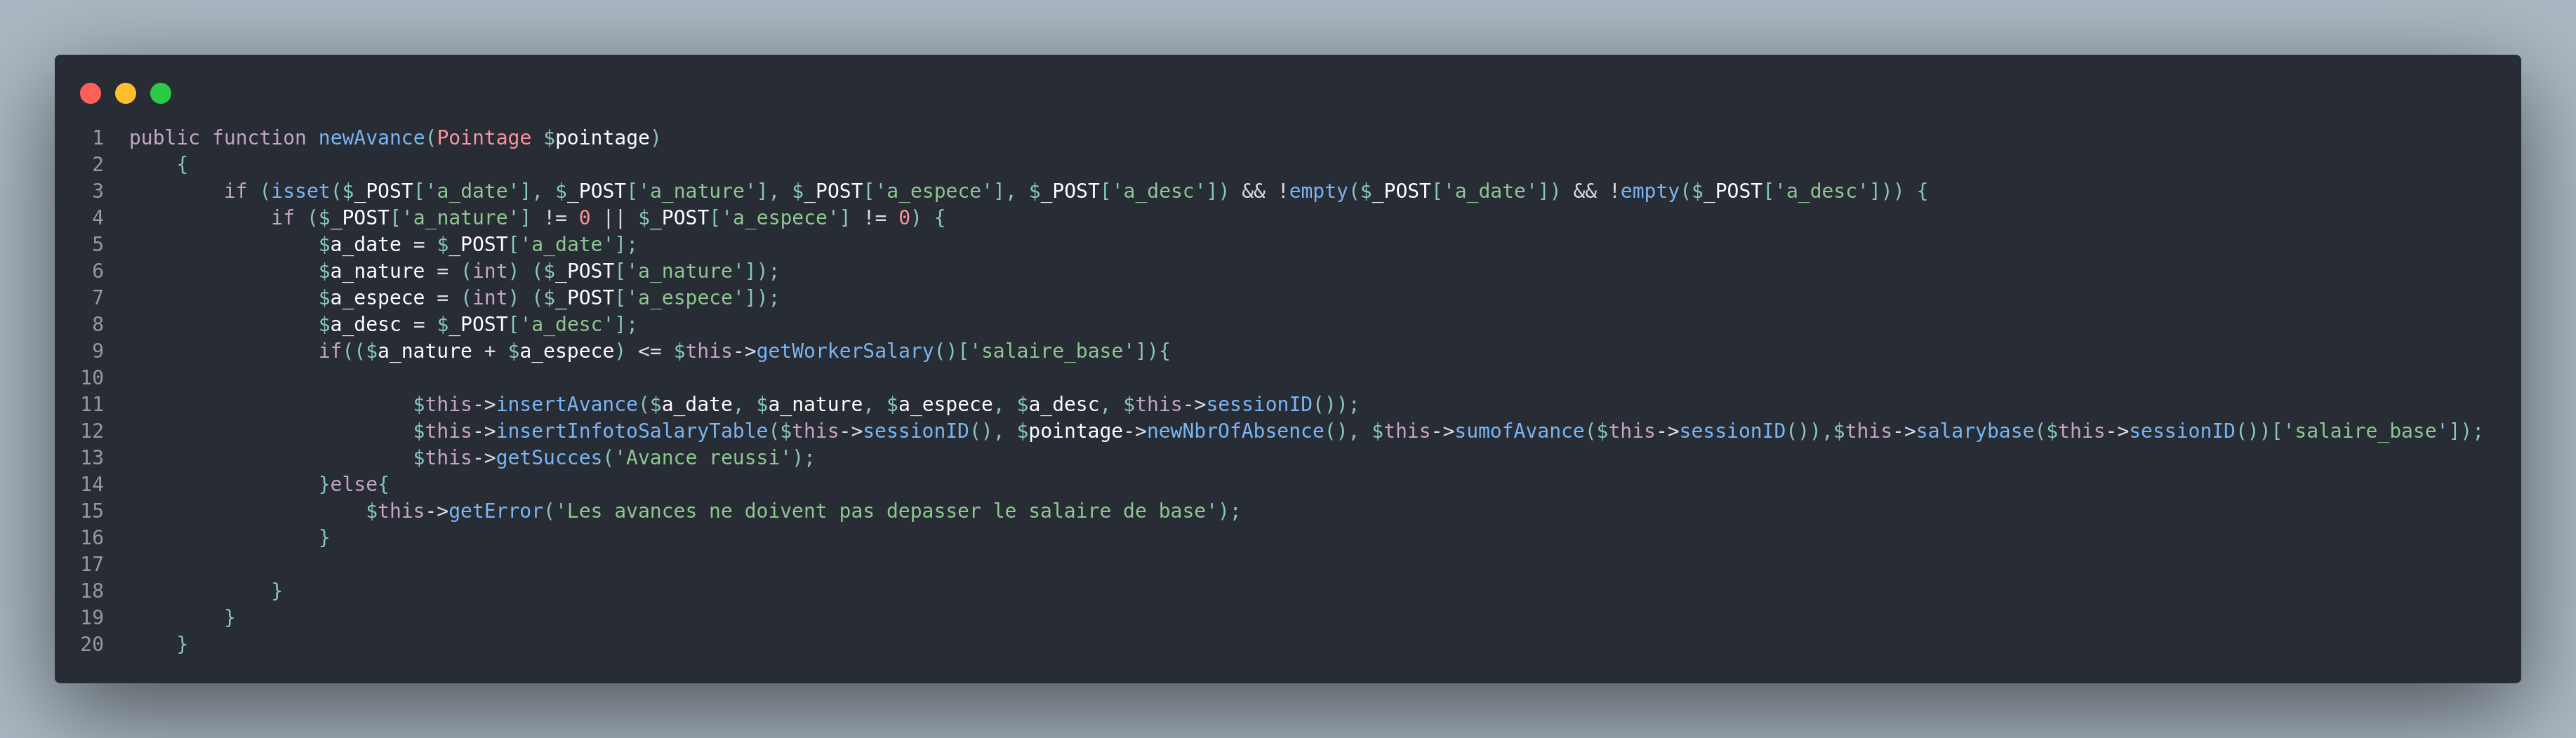 1 public function newAvance(Pointage $pointage)
2 {
3 if (isset($_POST['a_date'], $_POST['a_nature'], $_POST['a_espece'], $_POST['a_desc']) && !empty($_POST['a_date']) && !empty($_POST['a_desc'])) {
4 if ($_POST['a_nature'] != 0 || $_POST['a_espece'] != 0) {
5 $a_date = $_POST['a_date'];
6 $a_nature = (int) ($_POST['a_nature']);
7 $a_espece = (int) ($_POST['a_espece']);
8 $a_desc = $_POST['a_desc'];
9 if(($a_nature + $a_espece) <= $this->getWorkerSalary()['salaire_base']){
10
11 $this->insertAvance($a_date, $a_nature, $a_espece, $a_desc, $this->sessionID());
12 $this->insertInfotoSalaryTable($this->sessionID(), $pointage->newNbrOfAbsence(), $this->sumofAvance($this->sessionID()),$this->salarybase($this->sessionID())['salaire_base']);
13 $this->getSucces('Avance reussi');
14 }else{
15 $this->getError('Les avances ne doivent pas depasser le salaire de base');
16 }
17
18 }
19 }
20 }